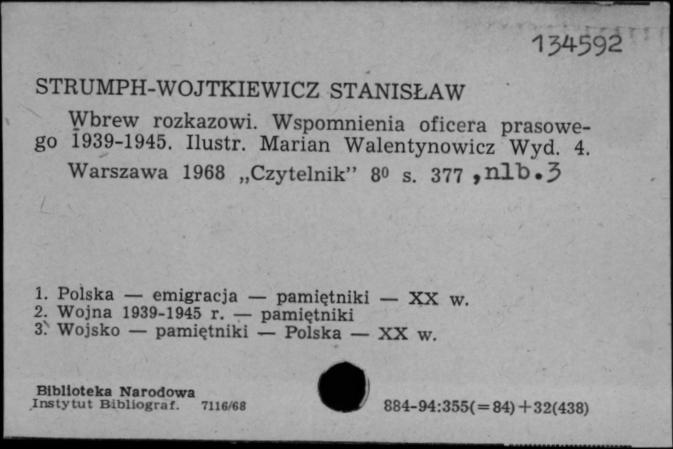 134592
STRUMPH-WOJTKIEWICZ STANISŁAW
Wbrew rozkazowi. Wspomnienia oficera prasowe-
go 1939-1945. Ilustr. Marian Walentynowicz Wyd. 4.
Warszawa 1968 „Czytelnik” 8⁰ s. 377 , nlb. 3
1. Polska — emigracja — pamiętniki — XX w.
2. Wojna 1939-1945 r. — pamiętniki
3. Wojsko — pamiętniki — Polska — XX w.
Biblioteka Narodowa
Instytut Bibliograf. 7116/68
884-94:355(=84)+32(438)